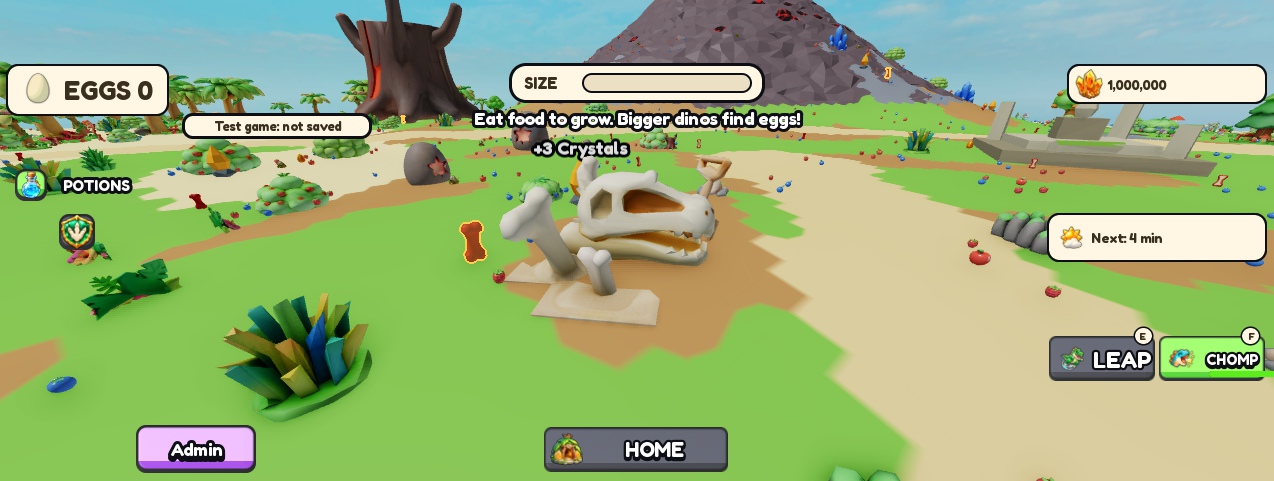 EGGS 0
SIZE
1,000,000
Test game: not saved
Eat food to grow. Bigger dinos find eggs!
+3 Crystals
POTIONS
Next: 4 min
E
F
LEAP
CHOMP
Admin
HOME